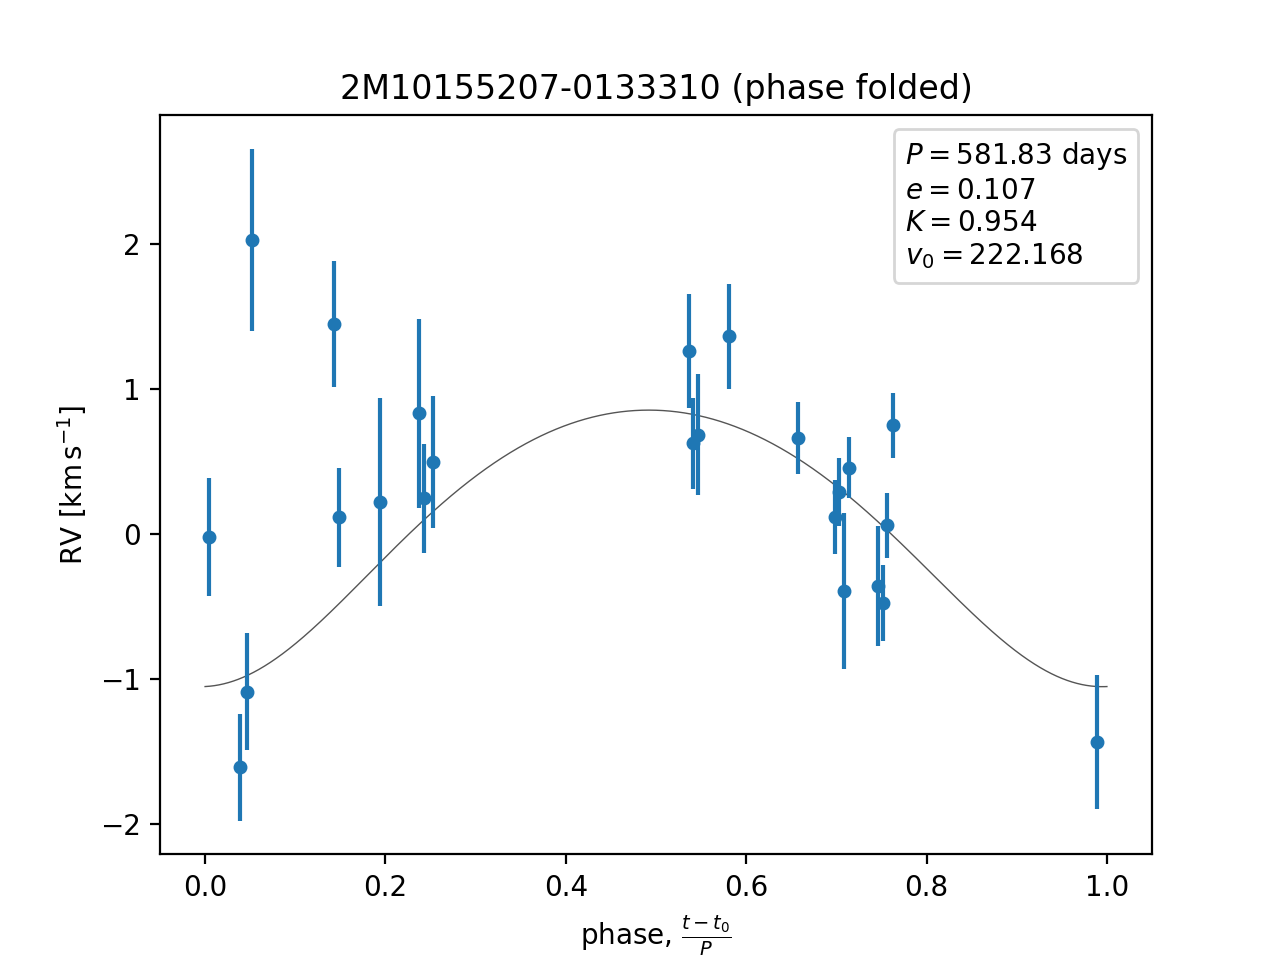 2M10155207-0133310 (phase folded)
P = 581.83 days
e = 0.107
K = 0.954
v₀ = 222.168
RV [km s⁻¹]
2
1
0
−1
−2
0.0 0.2 0.4 0.6 0.8 1.0
phase, (t − t₀)/P